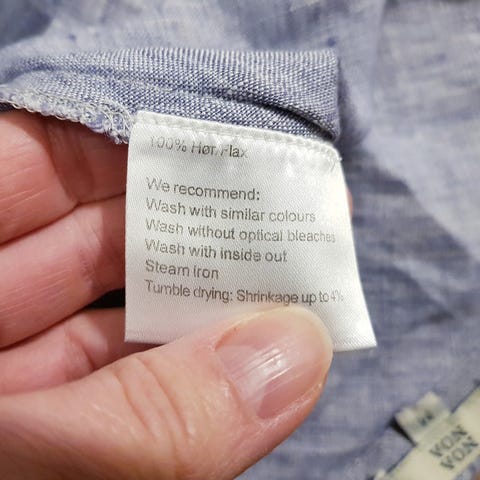 100% Hør/Flax
We recommend:
Wash with similar colours
Wash without optical bleaches
Wash with inside out
Steam iron
Tumble drying: Shrinkage up to 4%
VON
VON